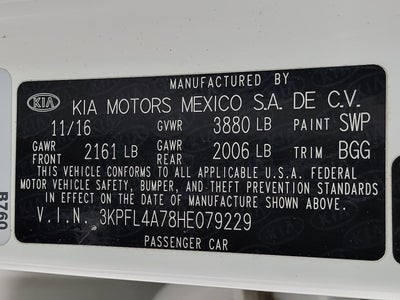 MANUFACTURED BY
KIA KIA MOTORS MEXICO S.A. DE C.V.
11/16 GVWR 3880 LB PAINT SWP
GAWR FRONT 2161 LB GAWR REAR 2006 LB TRIM BGG
THIS VEHICLE CONFORMS TO ALL APPLICABLE U.S.A. FEDERAL
MOTOR VEHICLE SAFETY, BUMPER, AND THEFT PREVENTION STANDARDS
IN EFFECT ON THE DATE OF MANUFACTURE SHOWN ABOVE.
V.I.N. 3KPFL4A78HE079229
PASSENGER CAR
B760